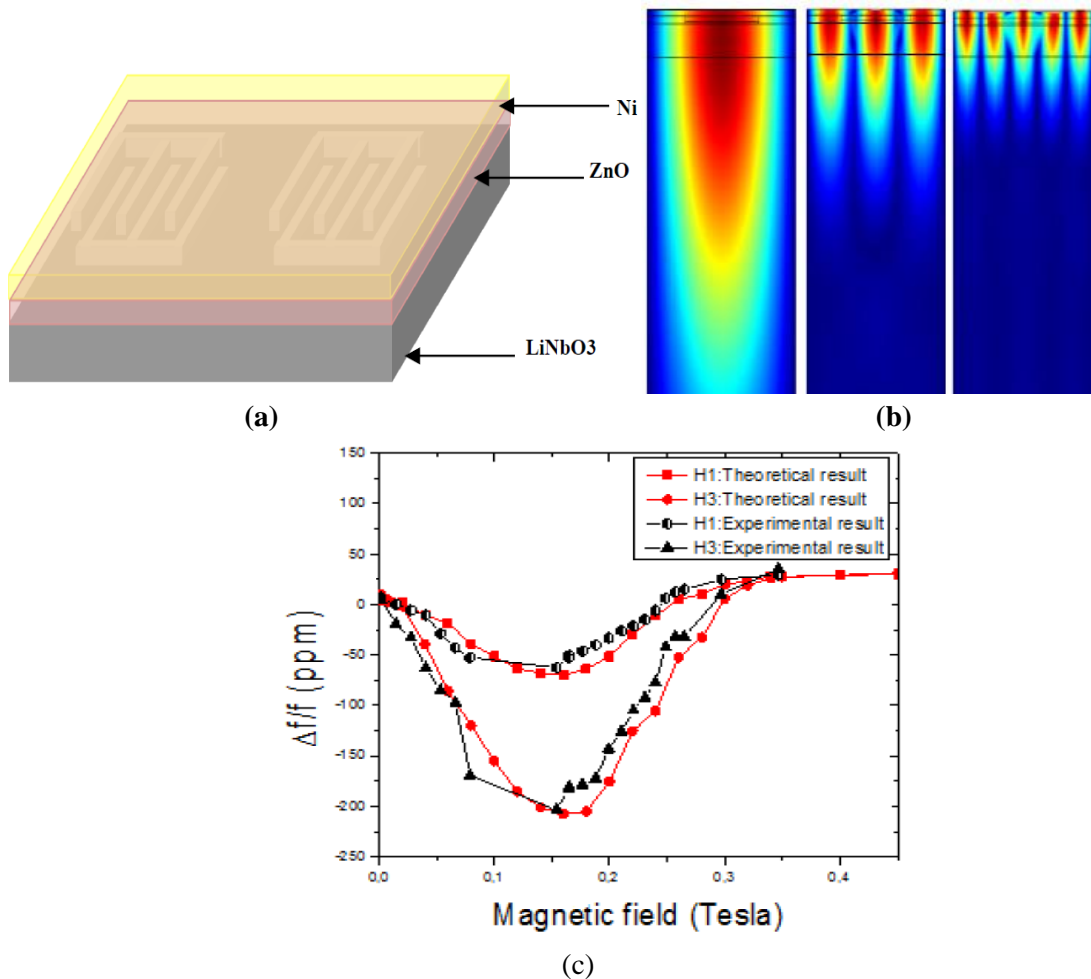 Ni
ZnO
LiNbO3
(a)
(b)
H1:Theoretical result
H3:Theoretical result
H1:Experimental result
H3:Experimental result
150
100
50
0
-50
-100
-150
-200
-250
Δf/f (ppm)
0,0
0,1
0,2
0,3
0,4
Magnetic field (Tesla)
(c)